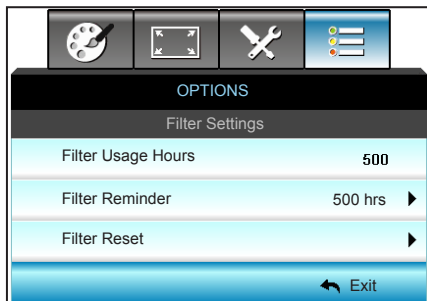 OPTIONS
Filter Settings
Filter Usage Hours 500
Filter Reminder 500 hrs
Filter Reset
Exit